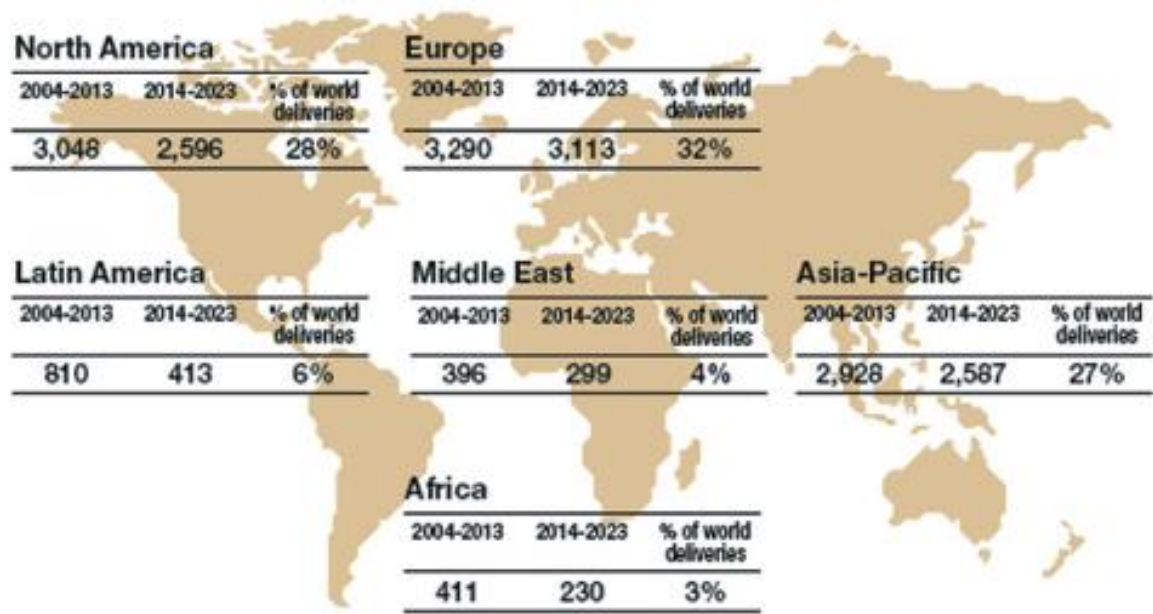 North America
2004-2013 2014-2023 % of world
deliveries
3,048 2,596 28%
Europe
2004-2013 2014-2023 % of world
deliveries
3,290 3,113 32%
Latin America
2004-2013 2014-2023 % of world
deliveries
810 413 6%
Middle East
2004-2013 2014-2023 % of world
deliveries
396 299 4%
Asia-Pacific
2004-2013 2014-2023 % of world
deliveries
2,928 2,587 27%
Africa
2004-2013 2014-2023 % of world
deliveries
411 230 3%